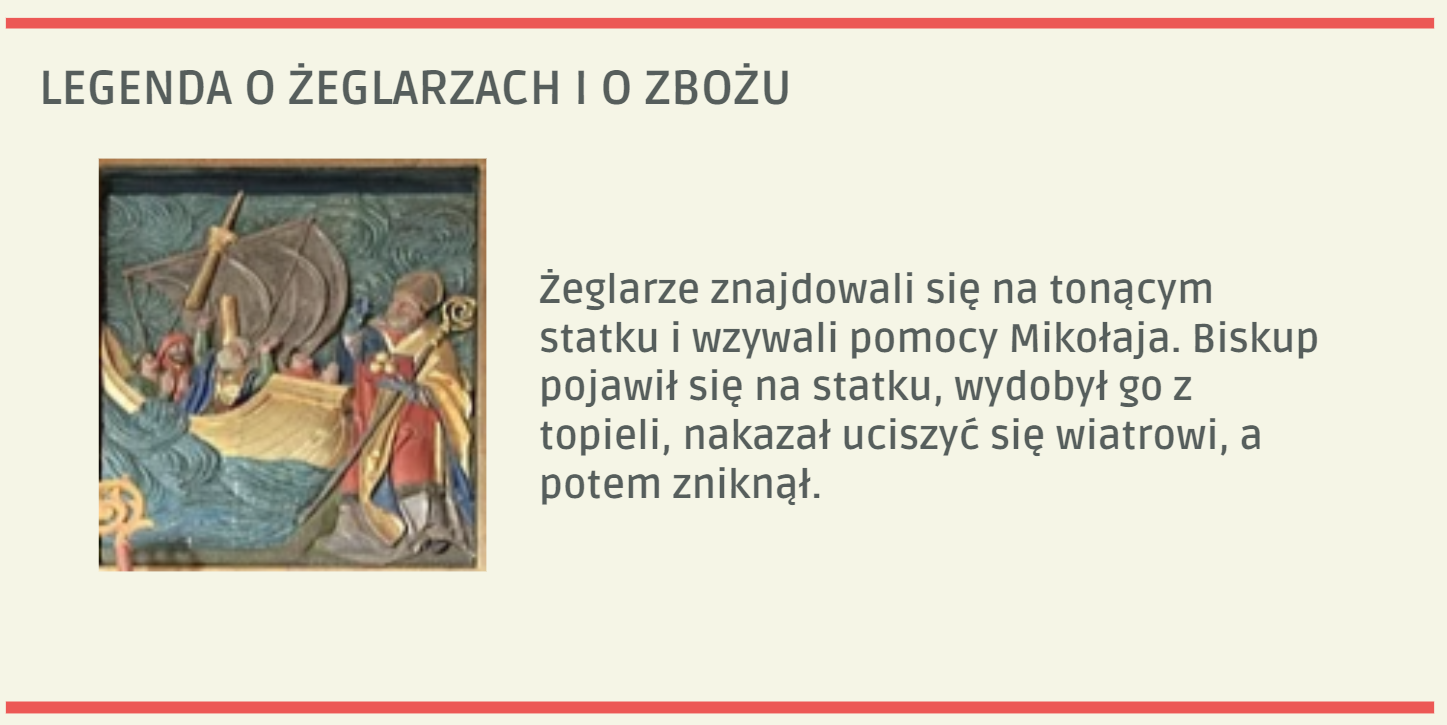 LEGENDA O ŻEGLARZACH I O ZBOŻU
Żeglarze znajdowali się na tonącym
statku i wzywali pomocy Mikołaja. Biskup
pojawił się na statku, wydobył go z
topieli, nakazał uciszyć się wiatrowi, a
potem zniknął.